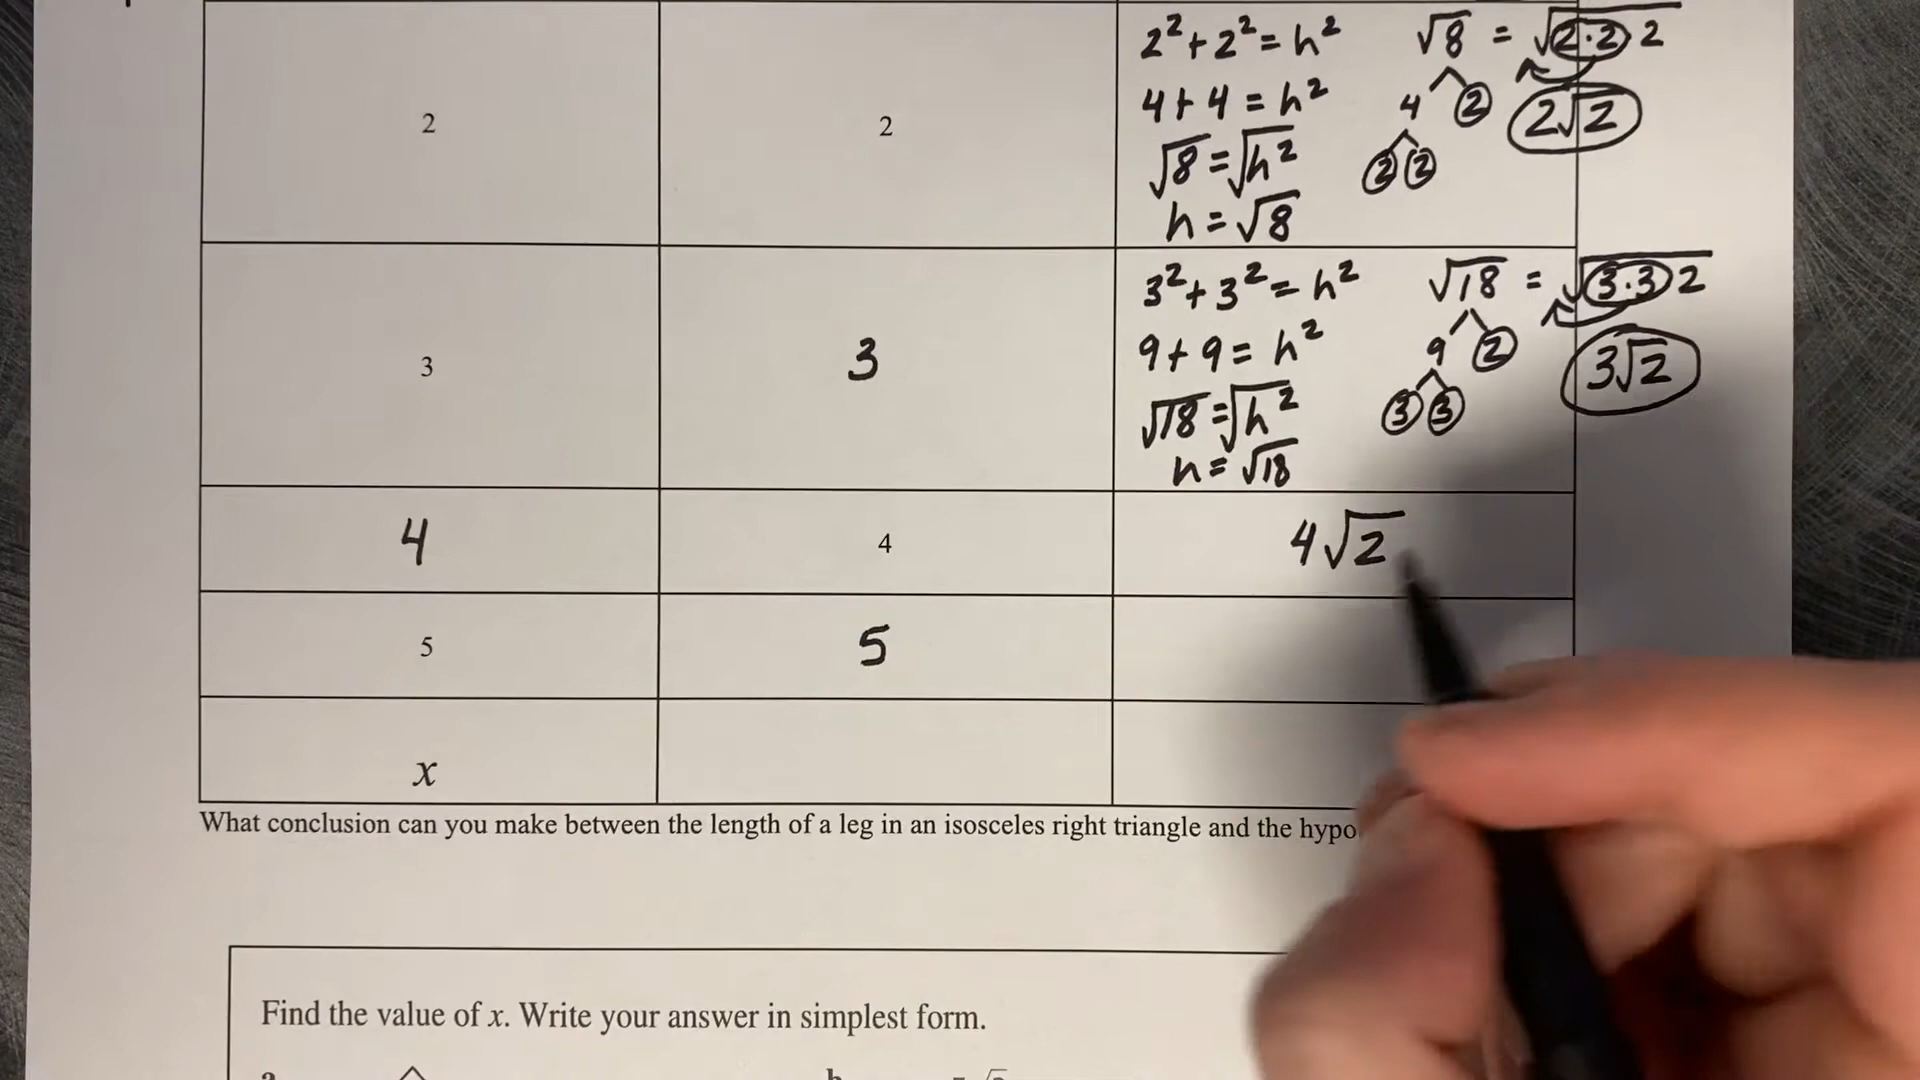 2
2
2² + 2² = h²
4 + 4 = h²
√8 = √h²
h = √8
√8 = √2·2 2
4 2
2 2
2√2
3
3
3² + 3² = h²
9 + 9 = h²
√18 = √h²
h = √18
√18 = √3·3 2
9 2
3 3
3√2
4
4
4√2
5
5
x
What conclusion can you make between the length of a leg in an isosceles right triangle and the
Find the value of x. Write your answer in simplest form.